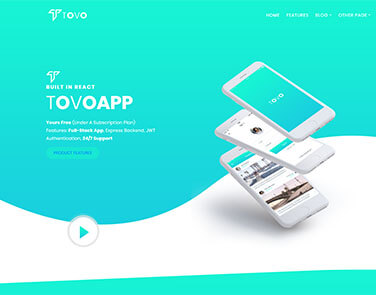 TOVO
HOME FEATURES BLOG OTHER PAGE
BUILT IN REACT
TOVOAPP
Yours Free (Under A Subscription Plan)
Features: Full-Stack App, Express Backend, JWT
Authentication, 24/7 Support
PRODUCT FEATURES
TOVO